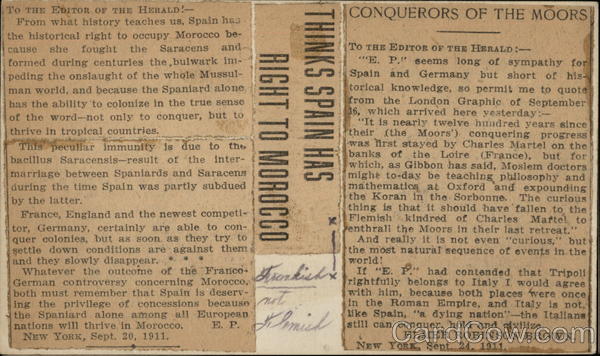 TO THE EDITOR OF THE HERALD:—
From what history teaches us, Spain has
the historical right to occupy Morocco be-
cause she fought the Saracens and
formed during centuries the bulwark im-
peding the onslaught of the whole Mussul-
man world, and because the Spaniard alone
has the ability to colonize in the true sense
of the word—not only to conquer, but to
thrive in tropical countries.
This peculiar immunity is due to the
bacillus Saracensis—result of the inter-
marriage between Spaniards and Saracens
during the time Spain was partly subdued
by the latter.
France, England and the newest competi-
tor, Germany, certainly are able to con-
quer colonies, but as soon as they try to
settle down conditions are against them
and they slowly disappear. * * *
Whatever the outcome of the Franco-
German controversy concerning Morocco,
both must remember that Spain is deserv-
ing the privilege of concessions because
the Spaniard alone among all European
nations will thrive in Morocco. E. P.
NEW YORK, Sept. 20, 1911.
THINKS SPAIN HAS
RIGHT TO MOROCCO
x
Frankish x
not
Flemish
CONQUERORS OF THE MOORS
TO THE EDITOR OF THE HERALD:—
"E. P." seems long of sympathy for
Spain and Germany but short of his-
torical knowledge, so permit me to quote
from the London Graphic of September
16, which arrived here yesterday:—
"It is nearly twelve hundred years since
their (the Moors') conquering progress
was first stayed by Charles Martel on the
banks of the Loire (France), but for
which, as Gibbon has said, Moslem doctors
might to-day be teaching philosophy and
mathematics at Oxford and expounding
the Koran in the Sorbonne. The curious
thing is that it should have fallen to the
Flemish kindred of Charles Martel to
enthrall the Moors in their last retreat."
And really it is not even "curious," but
the most natural sequence of events in the
world!
If "E. P." had contended that Tripoli
rightfully belongs to Italy I would agree
with him, because both places were once
in the Roman Empire, and Italy is not,
like Spain, "a dying nation"—the Italians
still can conquer, rule and civilize.
NEW YORK, Sept. 24, 1911.
CardCow.com